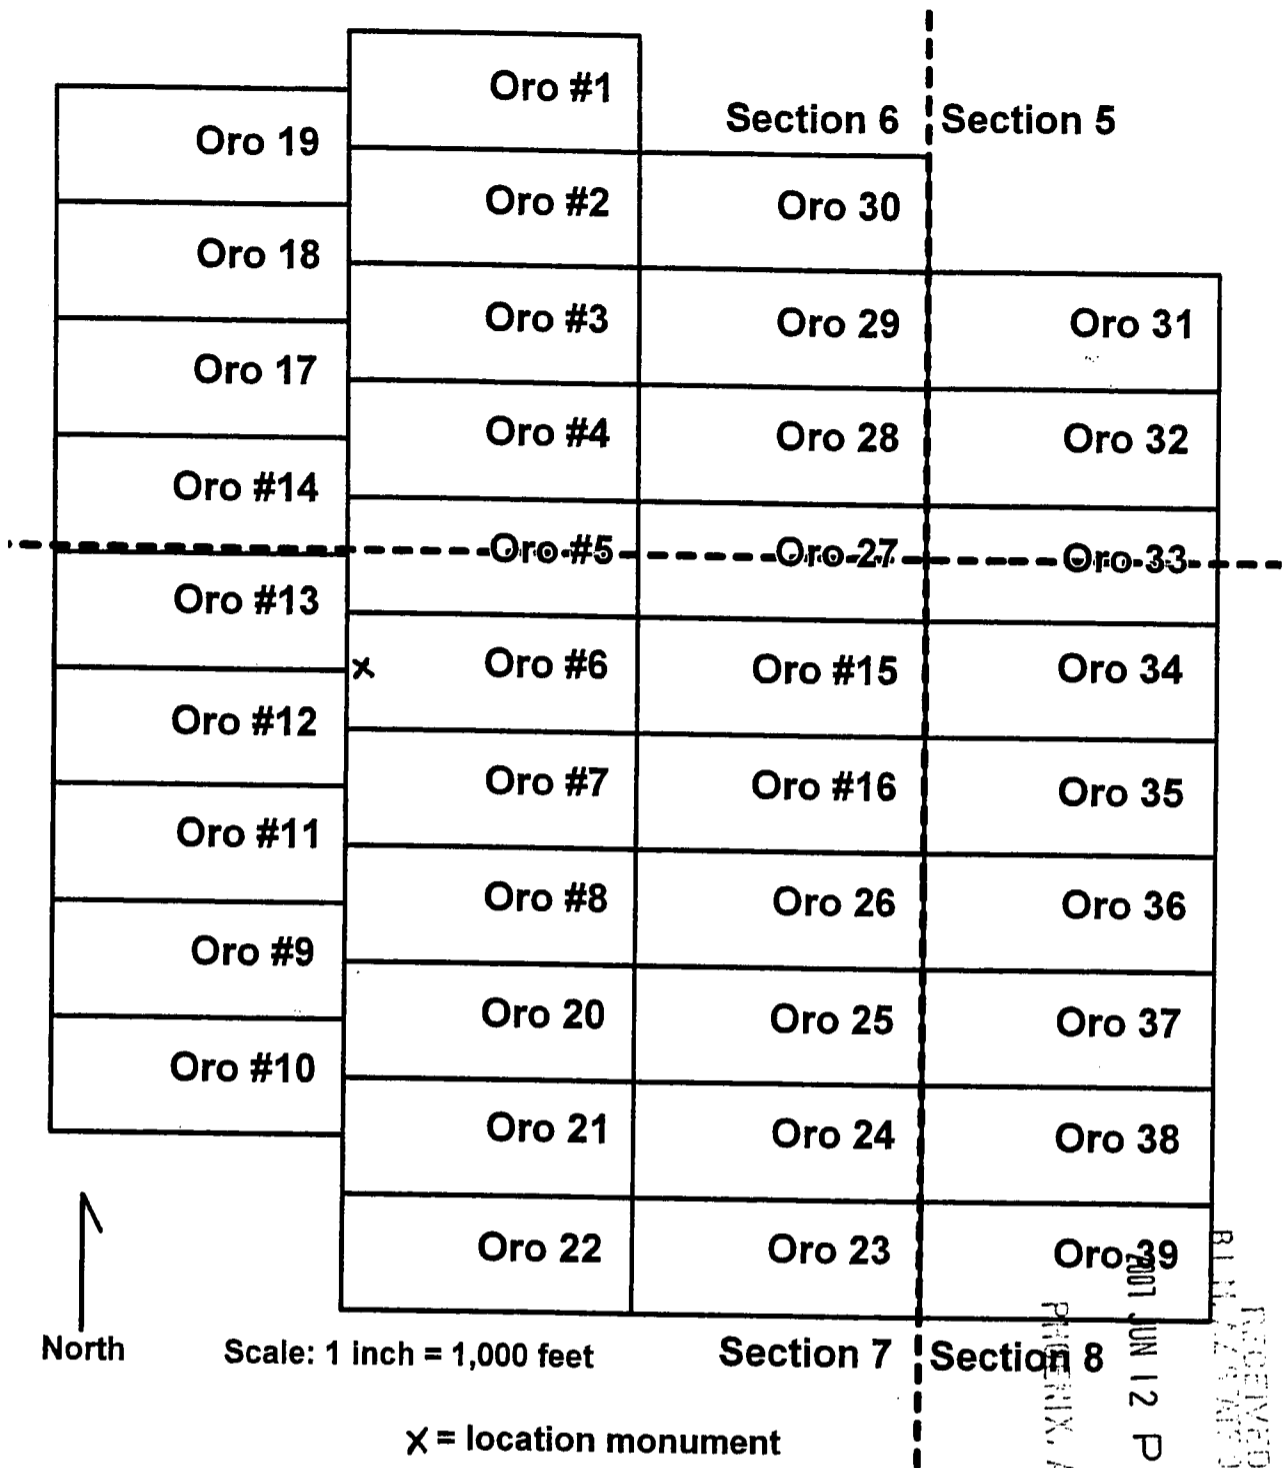 Oro #1
Section 6 Section 5
Oro 19
Oro #2
Oro 30
Oro 18
Oro #3
Oro 29
Oro 31
Oro 17
Oro #4
Oro 28
Oro 32
Oro #14
Oro #5
Oro 27
Oro 33
Oro #13
x
Oro #6
Oro #15
Oro 34
Oro #12
Oro #7
Oro #16
Oro 35
Oro #11
Oro #8
Oro 26
Oro 36
Oro #9
Oro 20
Oro 25
Oro 37
Oro #10
Oro 21
Oro 24
Oro 38
Oro 22
Oro 23
Oro 39
North
Scale: 1 inch = 1,000 feet
Section 7 Section 8
x = location monument
RECEIVED
2001 JUN 12 P
PHOENIX, A